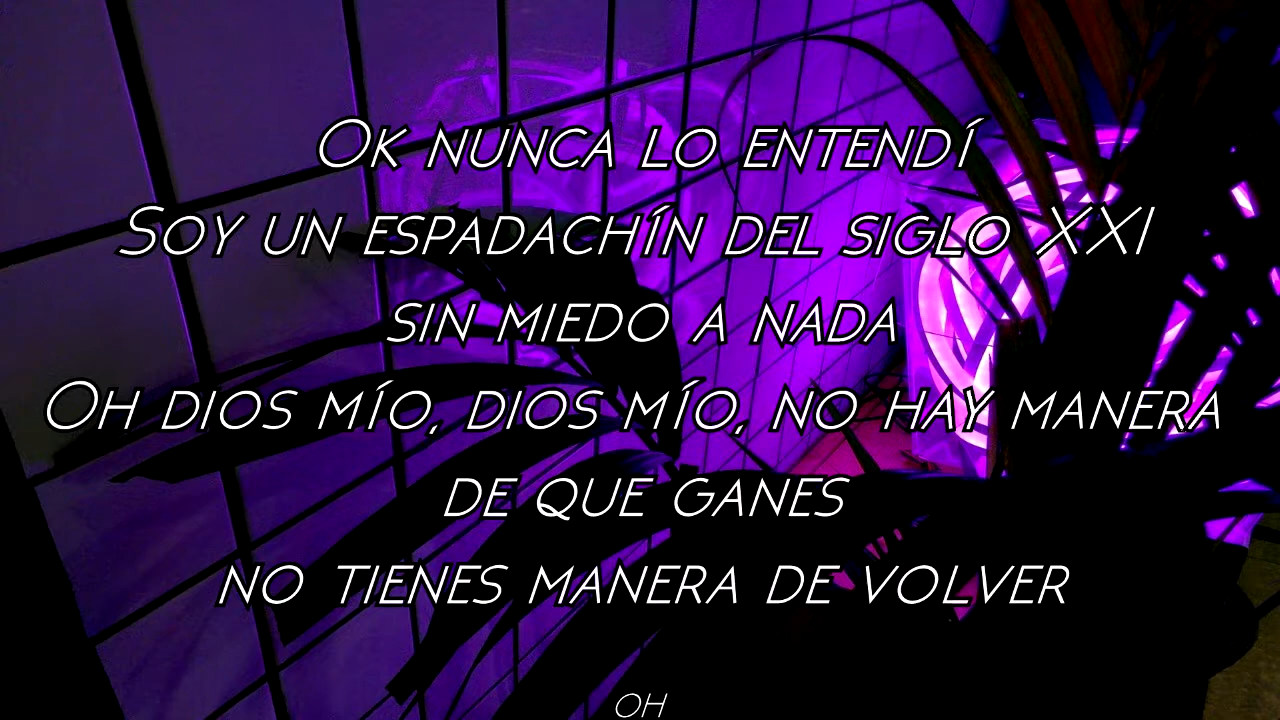 Ok nunca lo entendí
Soy un espadachín del siglo XXI
sin miedo a nada
Oh dios mío, dios mío, no hay manera
de que ganes
no tienes manera de volver
oh